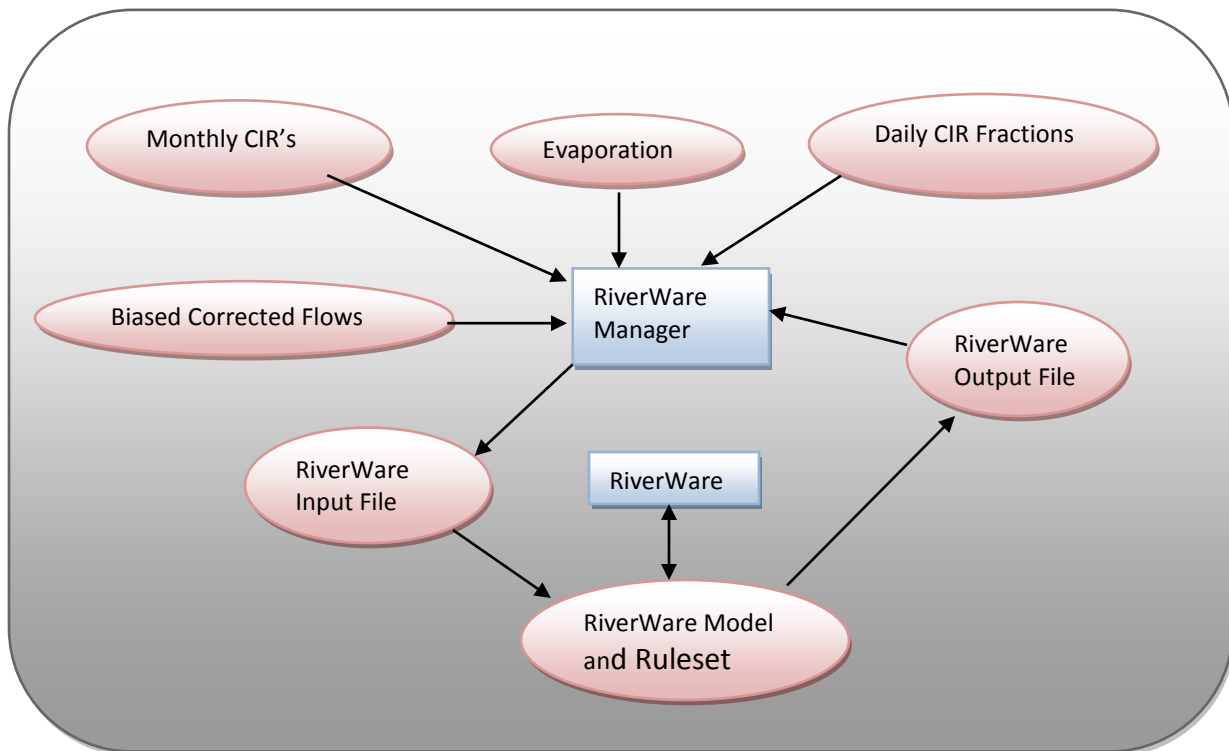 Monthly CIR’s
Evaporation
Daily CIR Fractions
Biased Corrected Flows
RiverWare
Manager
RiverWare
Output File
RiverWare
Input File
RiverWare
RiverWare Model
and Ruleset